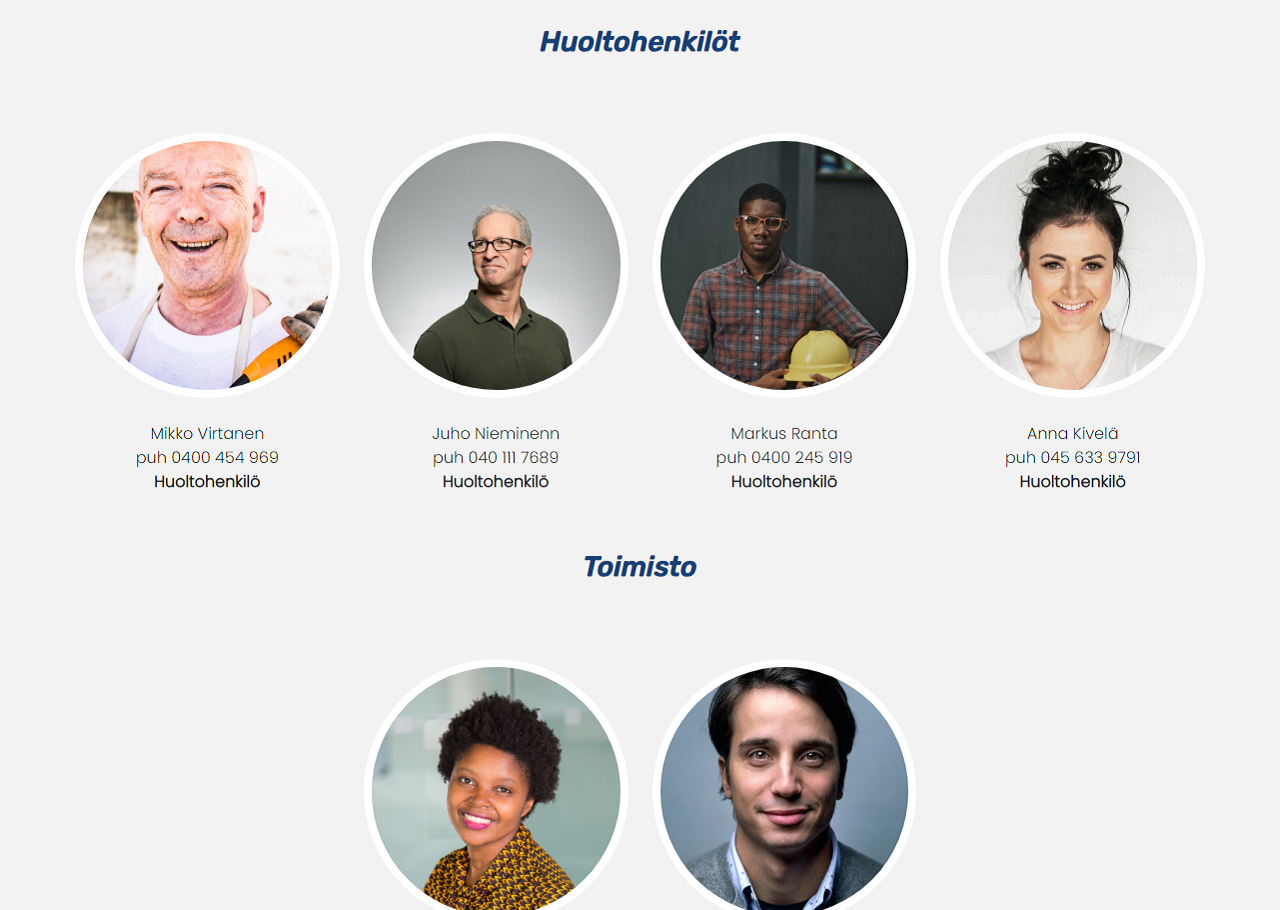 Huoltohenkilöt
Mikko Virtanen
puh 0400 454 969
Huoltohenkilö
Juho Nieminenn
puh 040 111 7689
Huoltohenkilö
Markus Ranta
puh 0400 245 919
Huoltohenkilö
Anna Kivelä
puh 045 633 9791
Huoltohenkilö
Toimisto